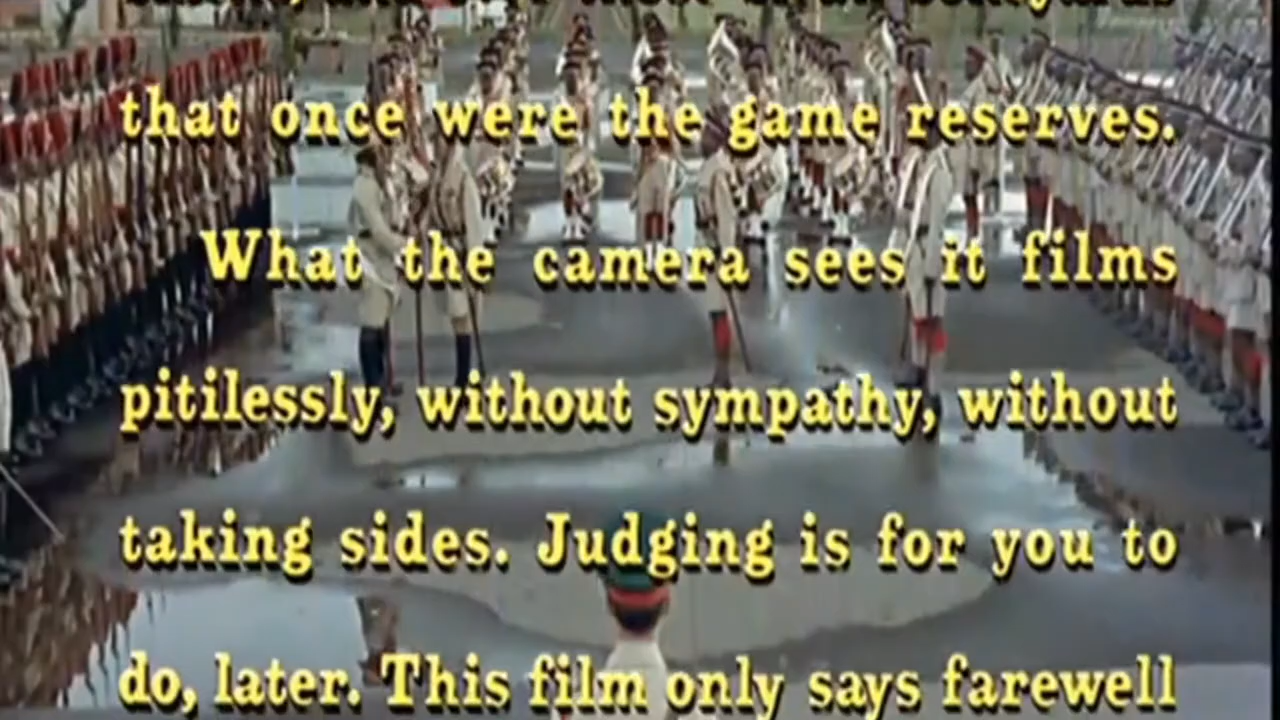 that once were the game reserves.
What the camera sees it films
pitilessly, without sympathy, without
taking sides. Judging is for you to
do, later. This film only says farewell